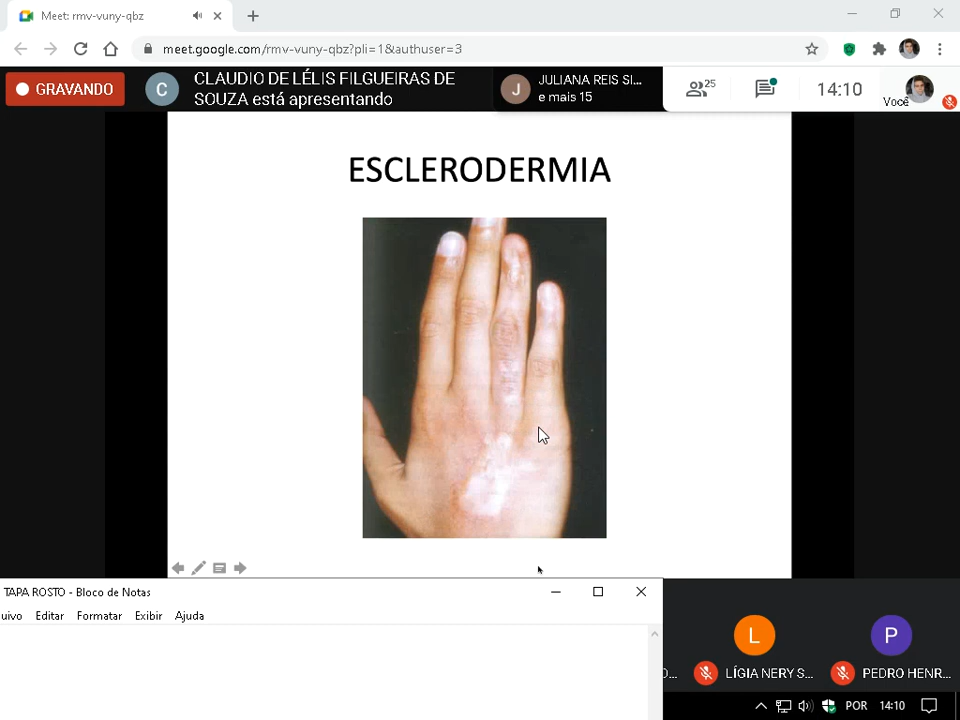 Meet: rmv-vuny-qbz
meet.google.com/rmv-vuny-qbz?pli=1&authuser=3
GRAVANDO
C
CLAUDIO DE LÉLIS FILGUEIRAS DE
SOUZA está apresentando
J
JULIANA REIS SI...
e mais 15
25
14:10
Você
ESCLERODERMIA
TAPA ROSTO - Bloco de Notas
uivo Editar Formatar Exibir Ajuda
L
P
O...
LÍGIA NERY S...
PEDRO HENR...
POR
14:10